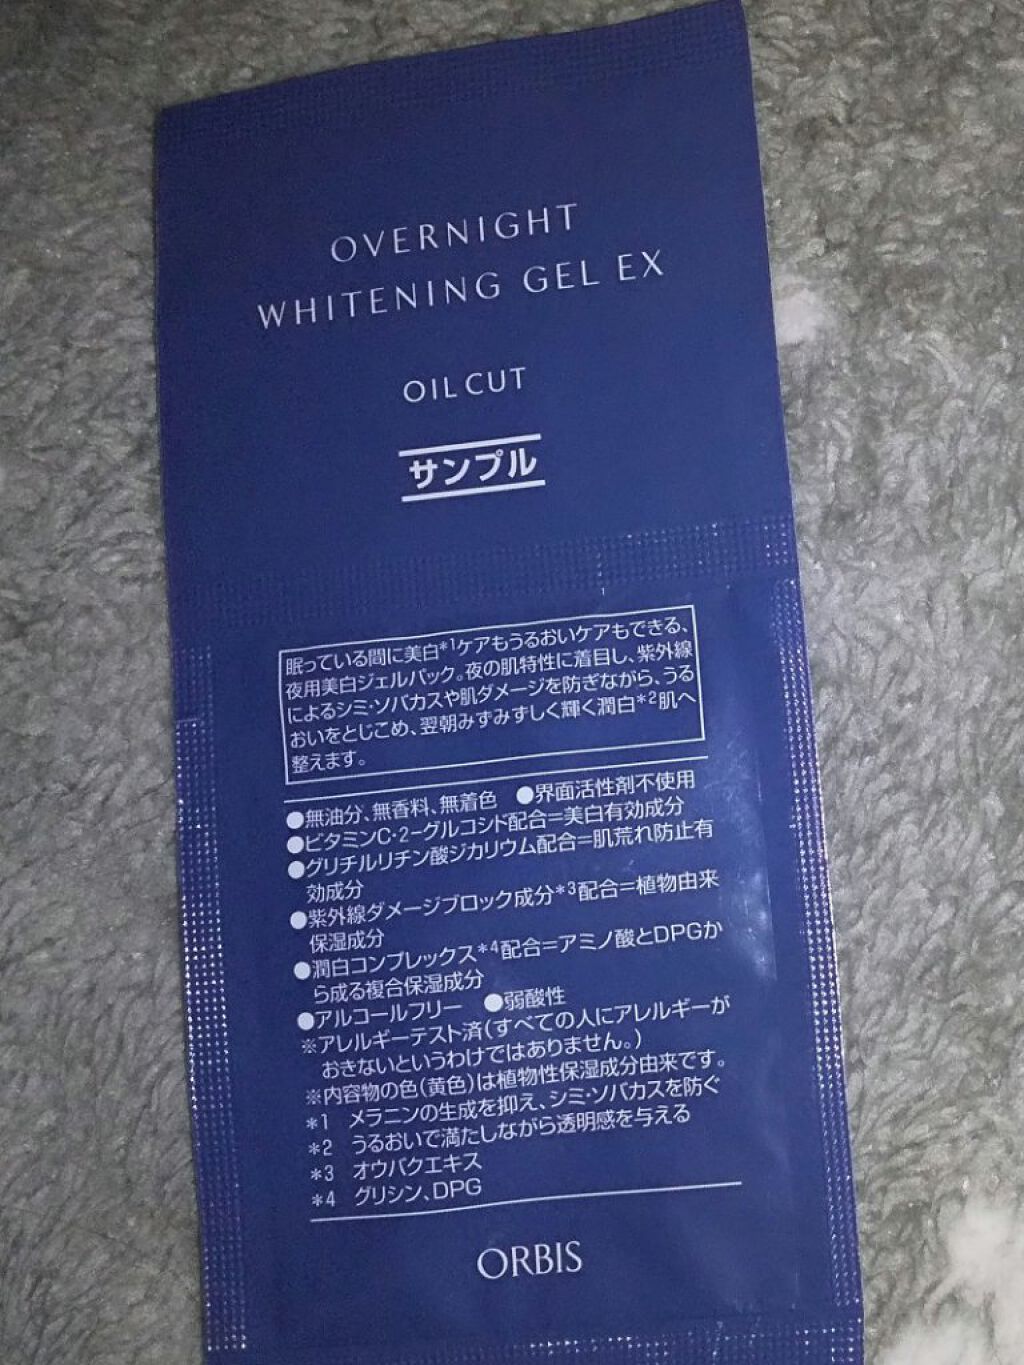 OVERNIGHT
WHITENING GEL EX
OIL CUT
サンプル
眠っている間に美白*1ケアもうるおいケアもできる、
夜用美白ジェルパック。夜の肌特性に着目し、紫外線
によるシミ・ソバカスや肌ダメージを防ぎながら、うる
おいをとじこめ、翌朝みずみずしく輝く潤白*2肌へ
整えます。
●無油分、無香料、無着色 ●界面活性剤不使用
●ビタミンC・2-グルコシド配合=美白有効成分
●グリチルリチン酸ジカリウム配合=肌荒れ防止有
効成分
●紫外線ダメージブロック成分*3配合=植物由来
保湿成分
●潤白コンプレックス*4配合=アミノ酸とDPGか
ら成る複合保湿成分
●アルコールフリー ●弱酸性
※アレルギーテスト済(すべての人にアレルギーが
おきないというわけではありません。)
※内容物の色(黄色)は植物性保湿成分由来です。
*1 メラニンの生成を抑え、シミ・ソバカスを防ぐ
*2 うるおいで満たしながら透明感を与える
*3 オウバクエキス
*4 グリシン、DPG
ORBIS